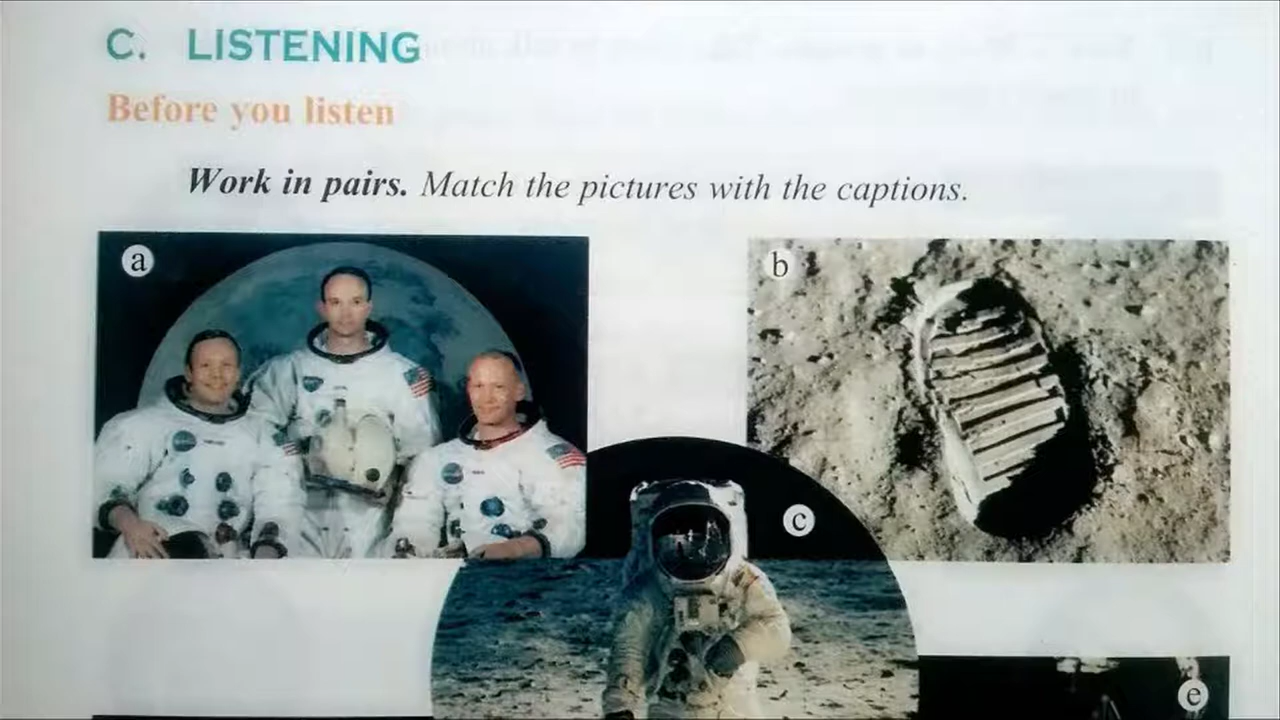 C. LISTENING
Before you listen
Work in pairs. Match the pictures with the captions.
a
b
c
e